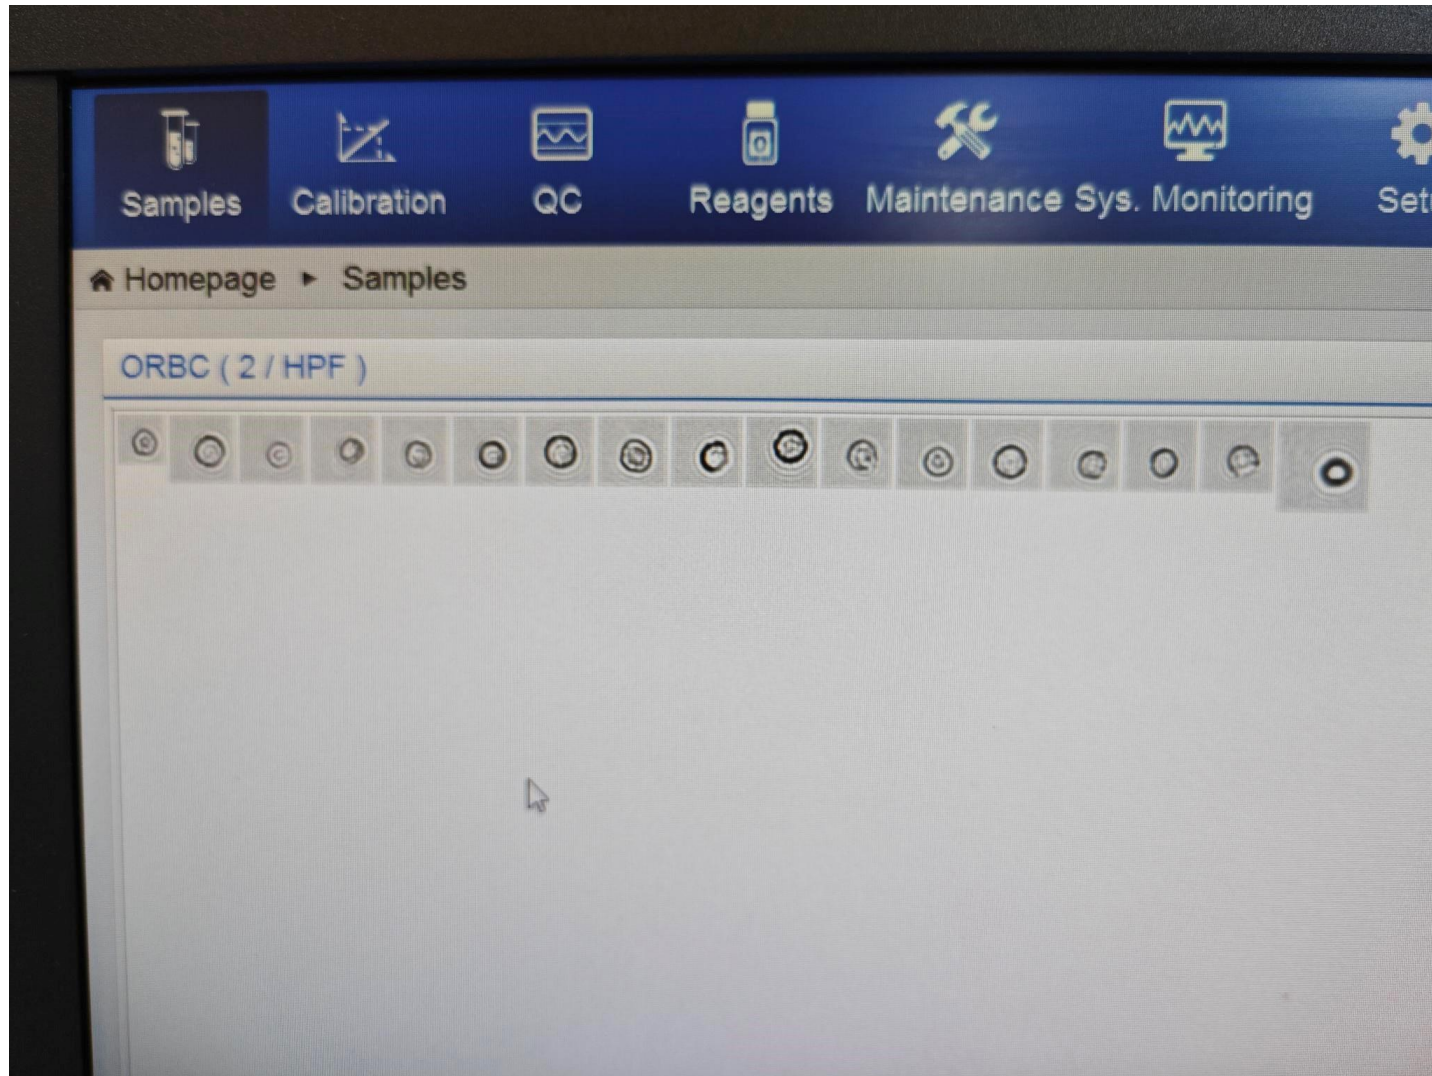 Samples Calibration QC Reagents Maintenance Sys. Monitoring
Homepage ► Samples
ORBC ( 2 / HPF )